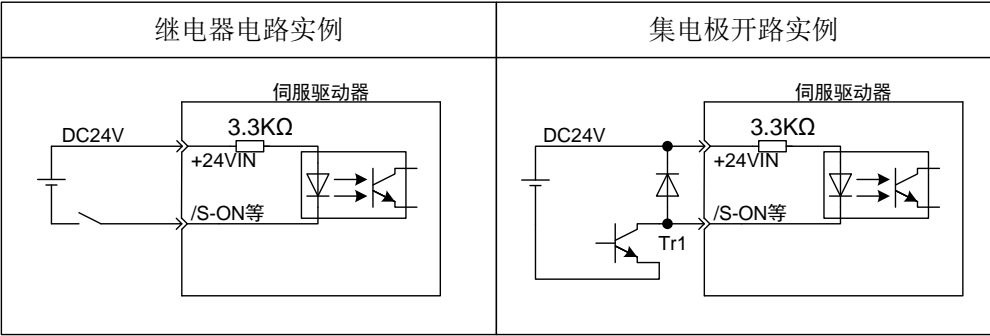 继电器电路实例
集电极开路实例
伺服驱动器
DC24V
3.3KΩ
+24VIN
/S-ON等
伺服驱动器
DC24V
3.3KΩ
+24VIN
/S-ON等
Tr1